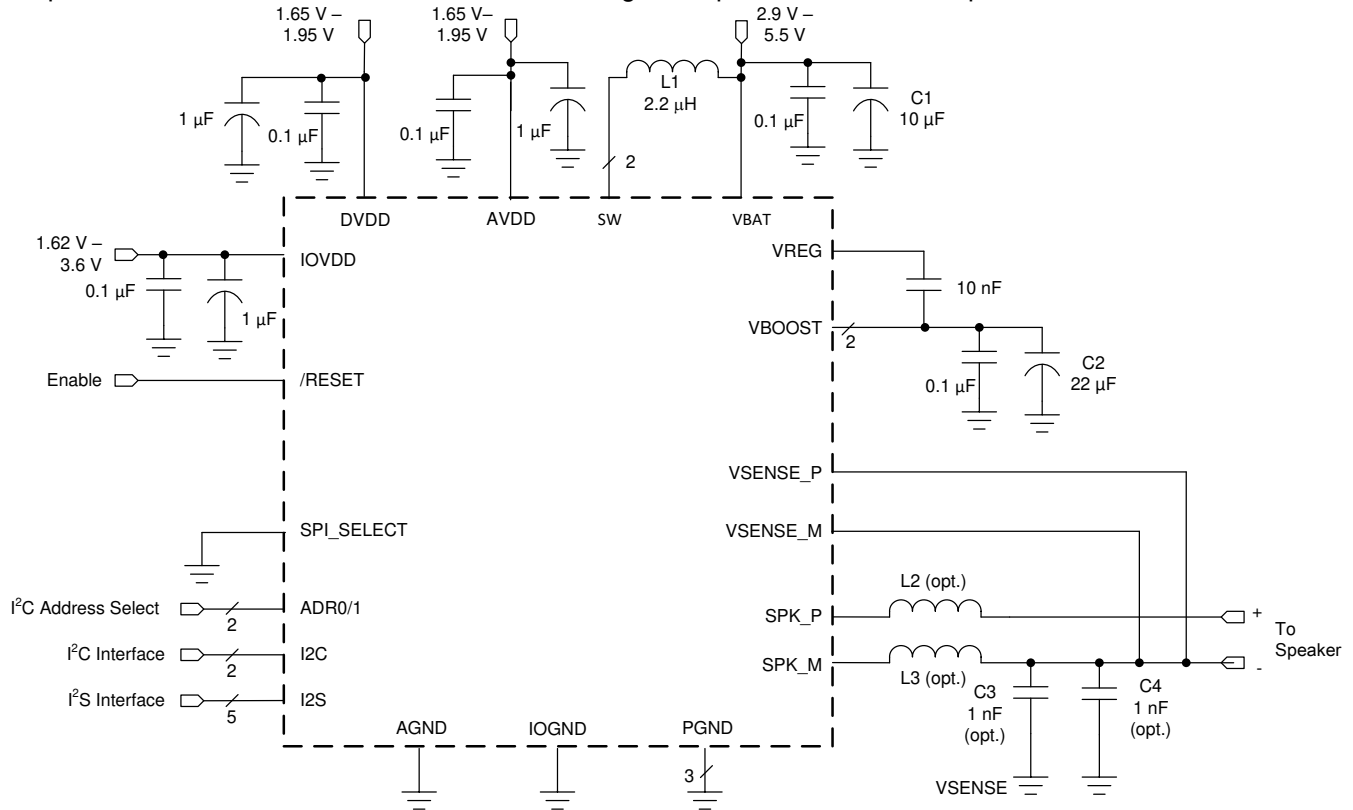 1.65 V –
1.95 V
1.65 V –
1.95 V
2.9 V –
5.5 V
1 µF
0.1 µF
0.1 µF
1 µF
L1
2.2 µH
2
0.1 µF
C1
10 µF
DVDD
AVDD
SW
VBAT
1.62 V –
3.6 V
0.1 µF
1 µF
IOVDD
VREG
10 nF
VBOOST
2
0.1 µF
C2
22 µF
Enable
/RESET
VSENSE_P
SPI_SELECT
VSENSE_M
I²C Address Select
2
ADR0/1
SPK_P
L2 (opt.)
+
To
Speaker
-
I²C Interface
2
I2C
SPK_M
L3 (opt.)
C3
1 nF
(opt.)
C4
1 nF
(opt.)
I²S Interface
5
I2S
AGND
IOGND
PGND
3
VSENSE